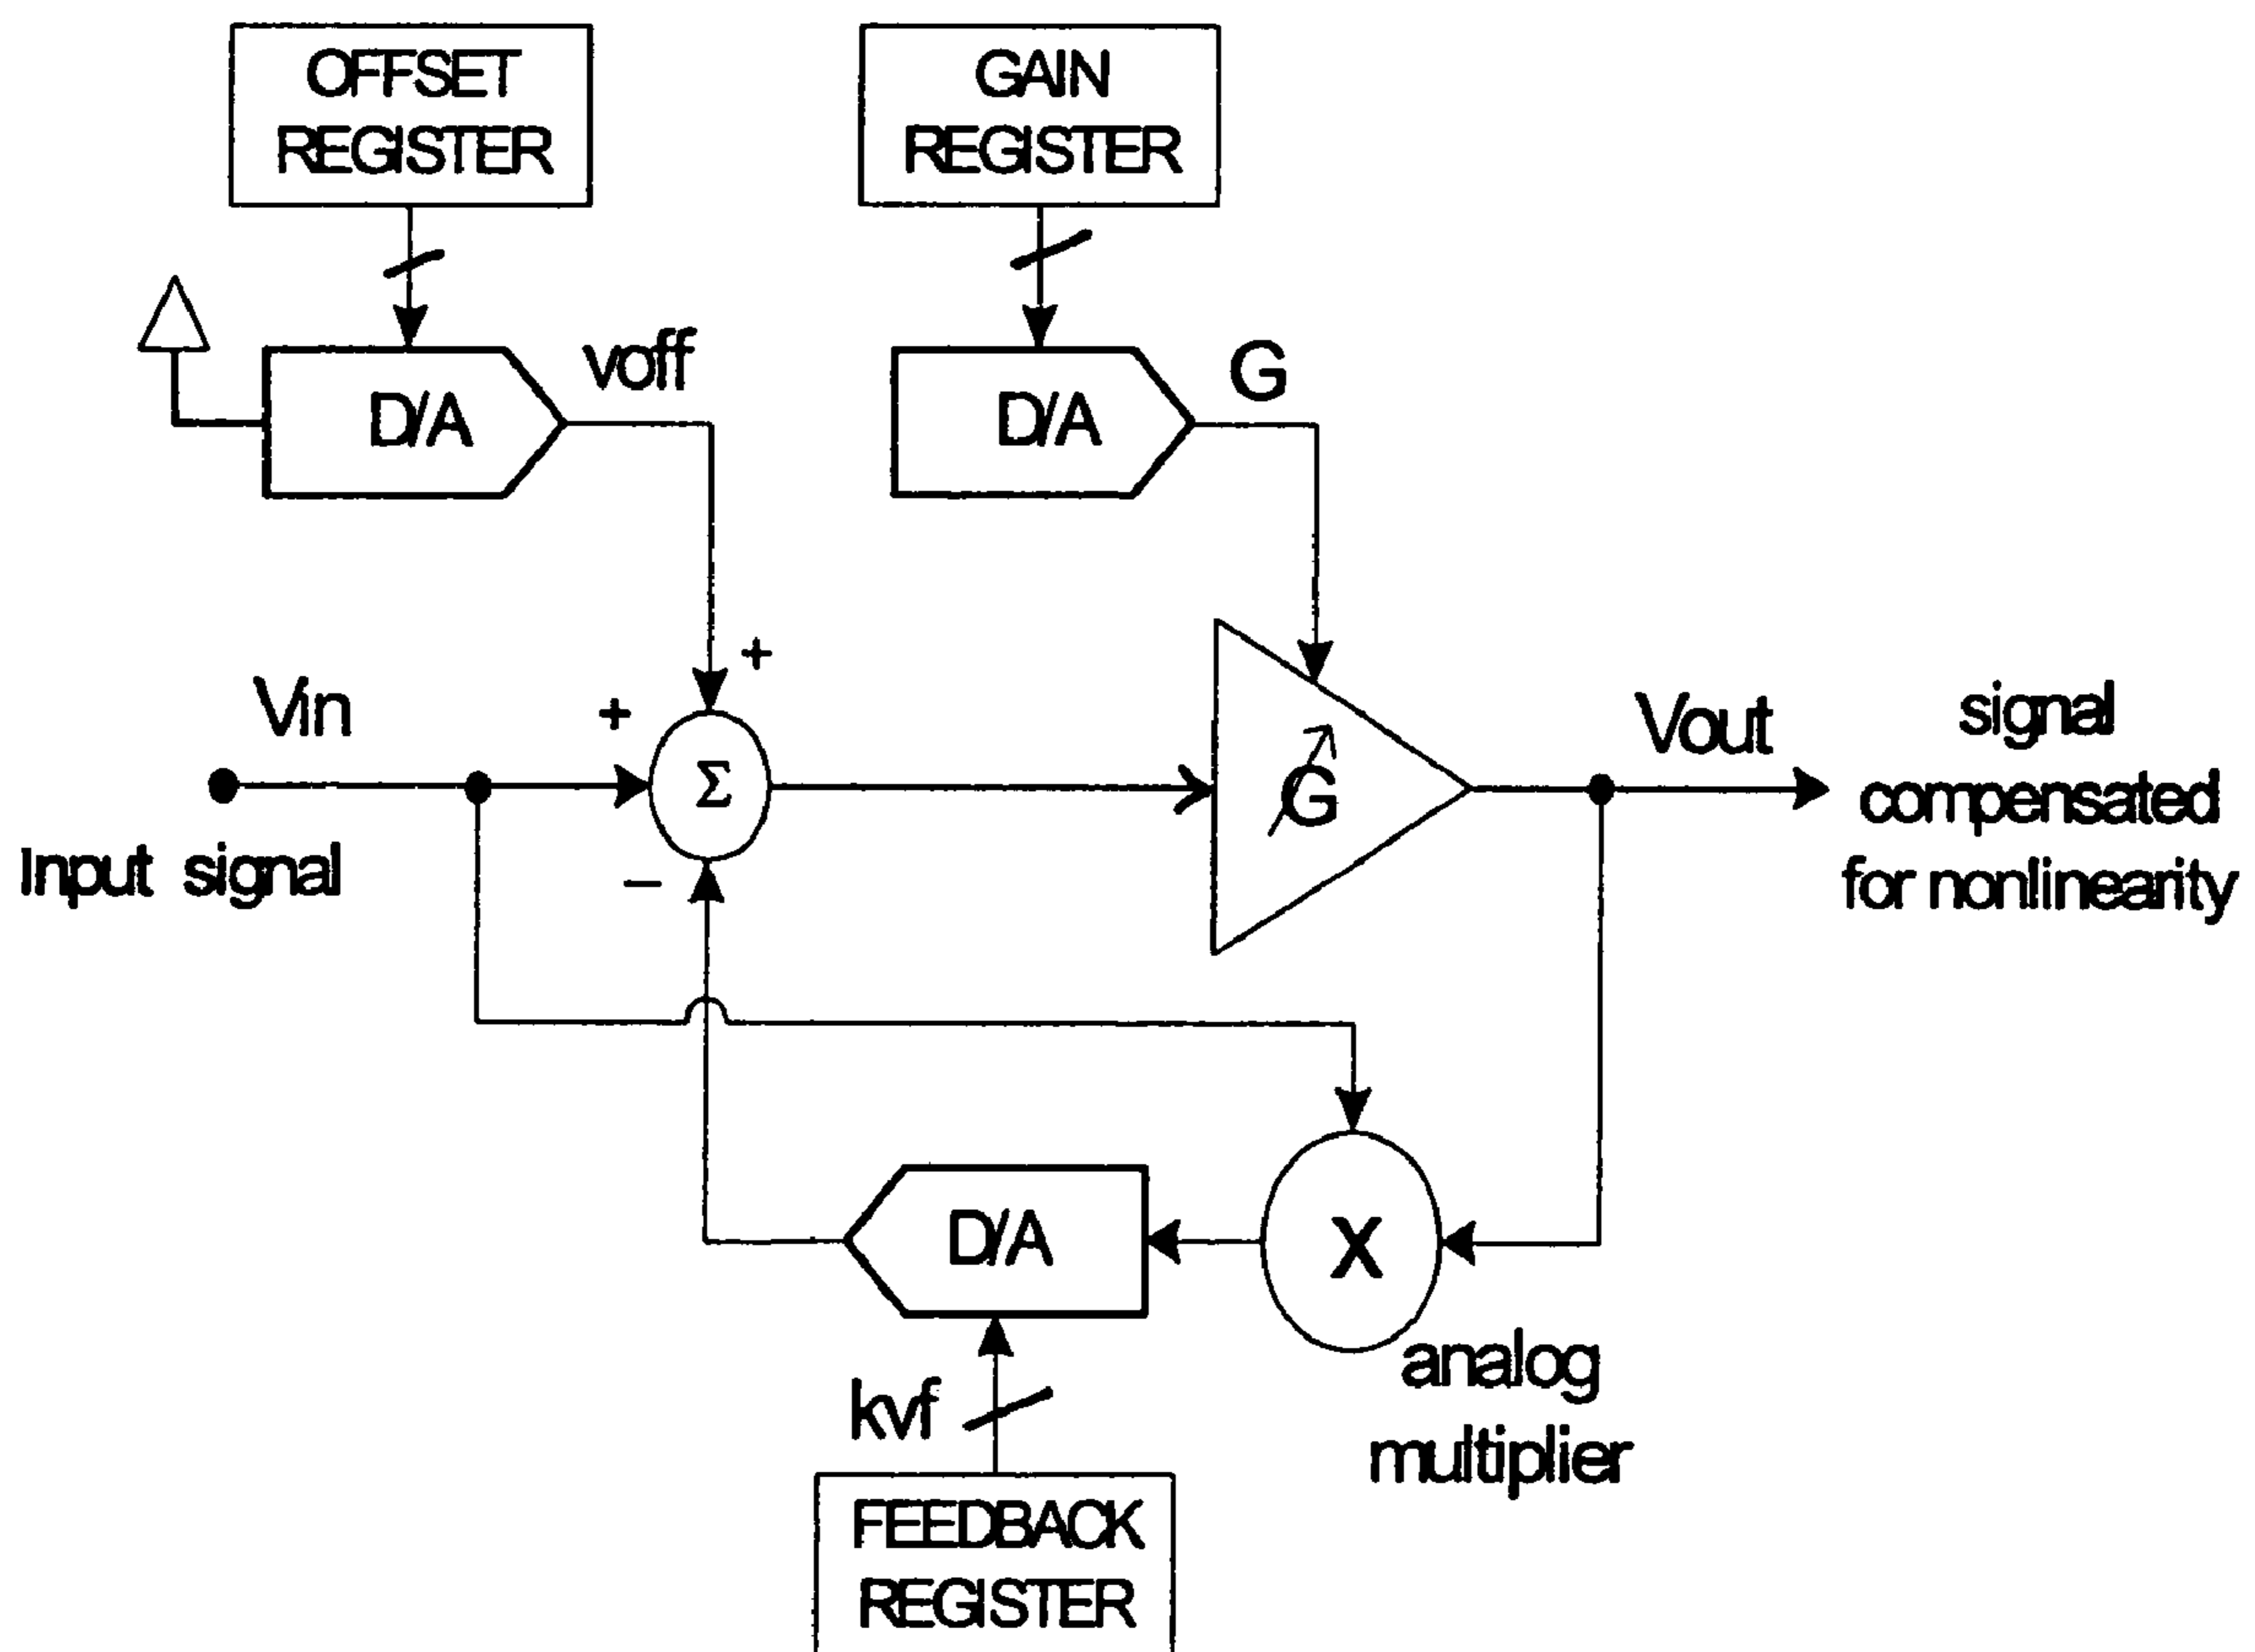 OFFSET
REGISTER
GAIN
REGISTER
D/A
voff
D/A
G
+
Vin
+
Σ
G
Vout
signal
compensated
for nonlinearity
Input signal
−
D/A
X
analog
multiplier
kvf
FEEDBACK
REGISTER